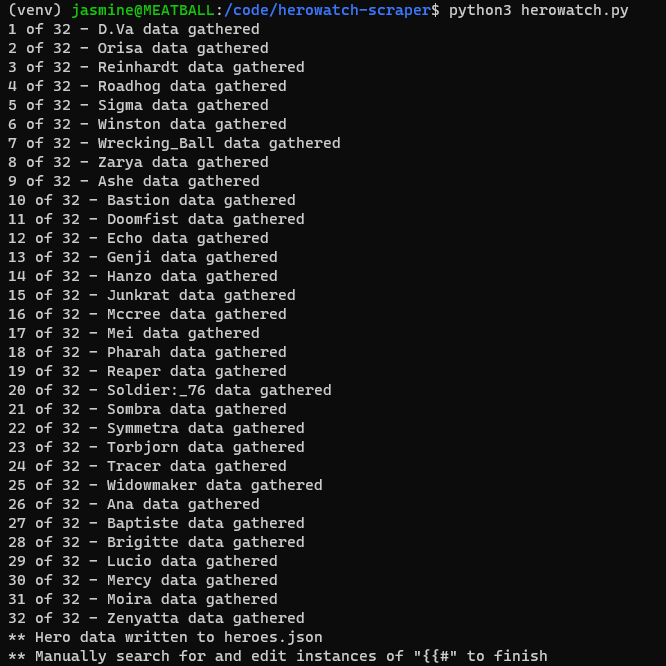 (venv) jasmine@MEATBALL:/code/herowatch-scraper$ python3 herowatch.py
1 of 32 – D.Va data gathered
2 of 32 – Orisa data gathered
3 of 32 – Reinhardt data gathered
4 of 32 – Roadhog data gathered
5 of 32 – Sigma data gathered
6 of 32 – Winston data gathered
7 of 32 – Wrecking_Ball data gathered
8 of 32 – Zarya data gathered
9 of 32 – Ashe data gathered
10 of 32 – Bastion data gathered
11 of 32 – Doomfist data gathered
12 of 32 – Echo data gathered
13 of 32 – Genji data gathered
14 of 32 – Hanzo data gathered
15 of 32 – Junkrat data gathered
16 of 32 – Mccree data gathered
17 of 32 – Mei data gathered
18 of 32 – Pharah data gathered
19 of 32 – Reaper data gathered
20 of 32 – Soldier:_76 data gathered
21 of 32 – Sombra data gathered
22 of 32 – Symmetra data gathered
23 of 32 – Torbjorn data gathered
24 of 32 – Tracer data gathered
25 of 32 – Widowmaker data gathered
26 of 32 – Ana data gathered
27 of 32 – Baptiste data gathered
28 of 32 – Brigitte data gathered
29 of 32 – Lucio data gathered
30 of 32 – Mercy data gathered
31 of 32 – Moira data gathered
32 of 32 – Zenyatta data gathered
** Hero data written to heroes.json
** Manually search for and edit instances of "{{#" to finish